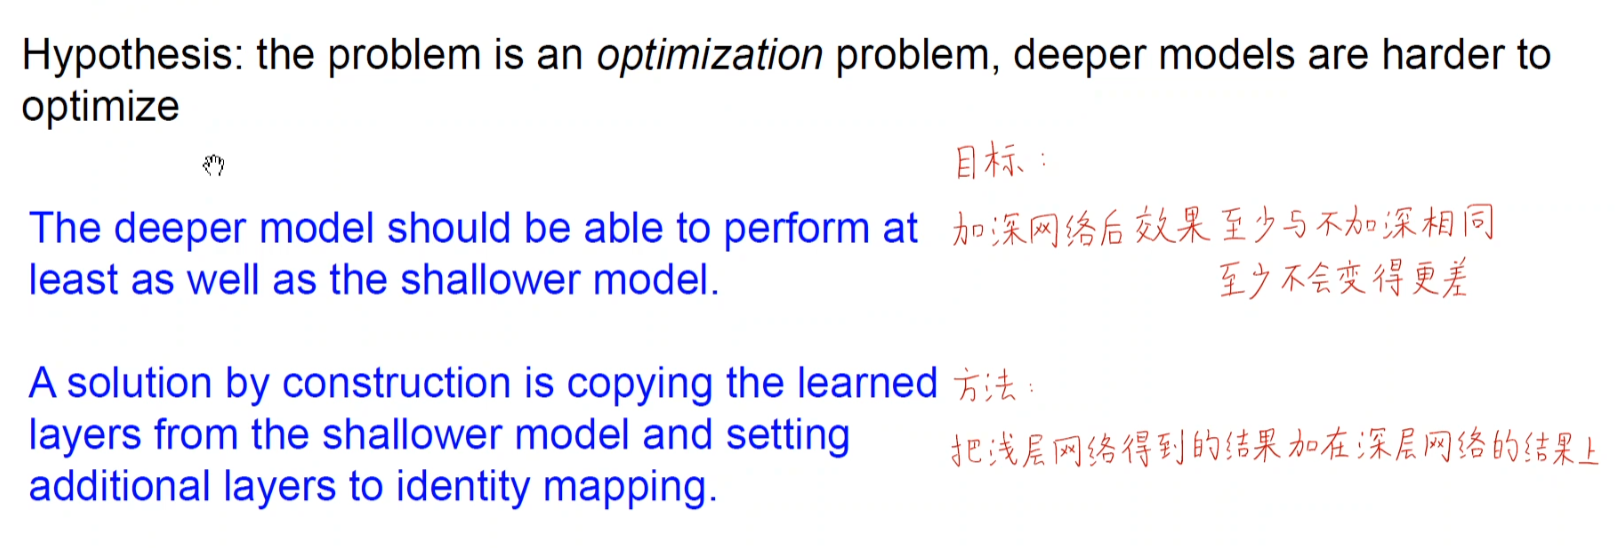 Hypothesis: the problem is an optimization problem, deeper models are harder to
optimize
目标：
The deeper model should be able to perform at
least as well as the shallower model.
加深网络后效果至少与不加深相同
至少不会变得更差
A solution by construction is copying the learned
layers from the shallower model and setting
additional layers to identity mapping.
方法：
把浅层网络得到的结果加在深层网络的结果上